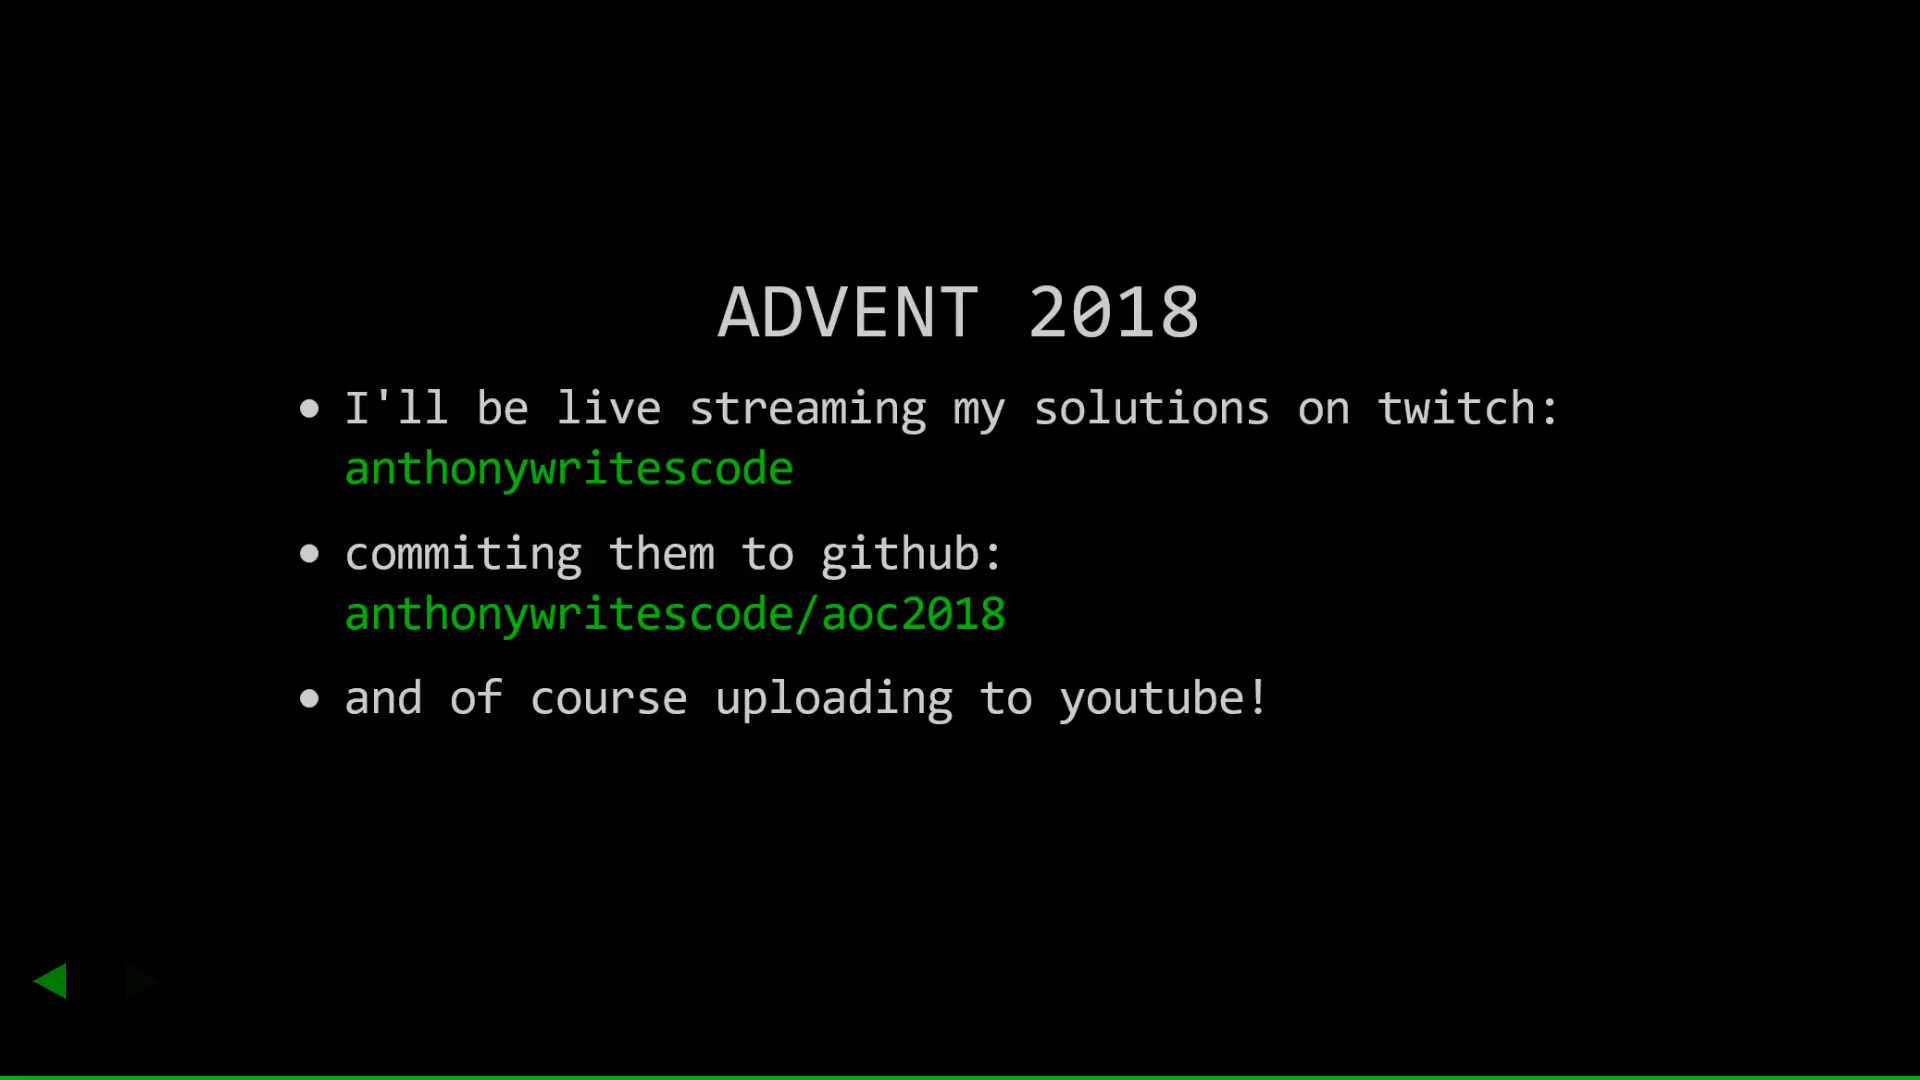 ADVENT 2018
• I'll be live streaming my solutions on twitch:
anthonywritescode
• commiting them to github:
anthonywritescode/aoc2018
• and of course uploading to youtube!